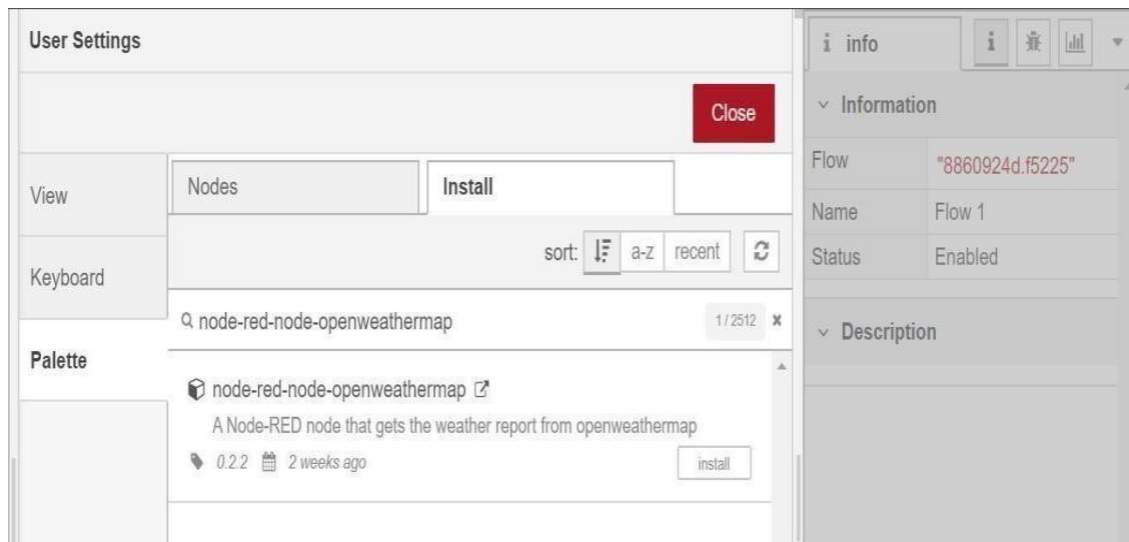 User Settings
Close
View
Keyboard
Palette
Nodes
Install
sort:
a-z
recent
node-red-node-openweathermap
1 / 2512
x
node-red-node-openweathermap
A Node-RED node that gets the weather report from openweathermap
0.2.2
2 weeks ago
install
i info
i
Information
Flow "8860924d.f5225"
Name Flow 1
Status Enabled
Description